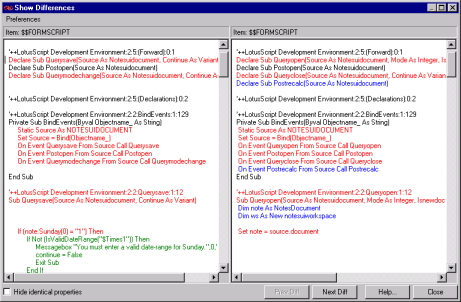 Show Differences
Preferences
Item: $$FORMSCRIPT
'++LotusScript Development Environment:2:5:(Forward):0:1
Declare Sub Querysave(Source As Notesuidocument, Continue As Variant
Declare Sub Postopen(Source As Notesuidocument)
Declare Sub Querymodechange(Source As Notesuidocument, Continue As
'++LotusScript Development Environment:2:5:(Declarations):0:2
'++LotusScript Development Environment:2:2:BindEvents:1:129
Private Sub BindEvents(Byval Objectname_ As String)
Static Source As NOTESUIDOCUMENT
Set Source = Bind(Objectname_)
On Event Querysave From Source Call Querysave
On Event Postopen From Source Call Postopen
On Event Querymodechange From Source Call Querymodechange
End Sub
'++LotusScript Development Environment:2:2:Querysave:1:12
Sub Querysave(Source As Notesuidocument, Continue As Variant)
If (note.Sunday(0) = "1") Then
If Not (IsValidDateRange("$Times1")) Then
Messagebox "You must enter a valid date-range for Sunday.",0,"
continue = False
Exit Sub
End If
Item: $$FORMSCRIPT
'++LotusScript Development Environment:2:5:(Forward):0:1
Declare Sub Queryopen(Source As Notesuidocument, Mode As Integer, Is
Declare Sub Postopen(Source As Notesuidocument)
Declare Sub Queryclose(Source As Notesuidocument, Continue As Varian
Declare Sub Postrecalc(Source As Notesuidocument)
'++LotusScript Development Environment:2:5:(Declarations):0:2
'++LotusScript Development Environment:2:2:BindEvents:1:129
Private Sub BindEvents(Byval Objectname_ As String)
Static Source As NOTESUIDOCUMENT
Set Source = Bind(Objectname_)
On Event Queryopen From Source Call Queryopen
On Event Postopen From Source Call Postopen
On Event Queryclose From Source Call Queryclose
On Event Postrecalc From Source Call Postrecalc
End Sub
'++LotusScript Development Environment:2:2:Queryopen:1:12
Sub Queryopen(Source As Notesuidocument, Mode As Integer, Isnewdoc
Dim note As NotesDocument
Dim ws As New notesuiworkspace
Set note = source.document
Hide identical properties
Prev Diff
Next Diff
Help...
Close